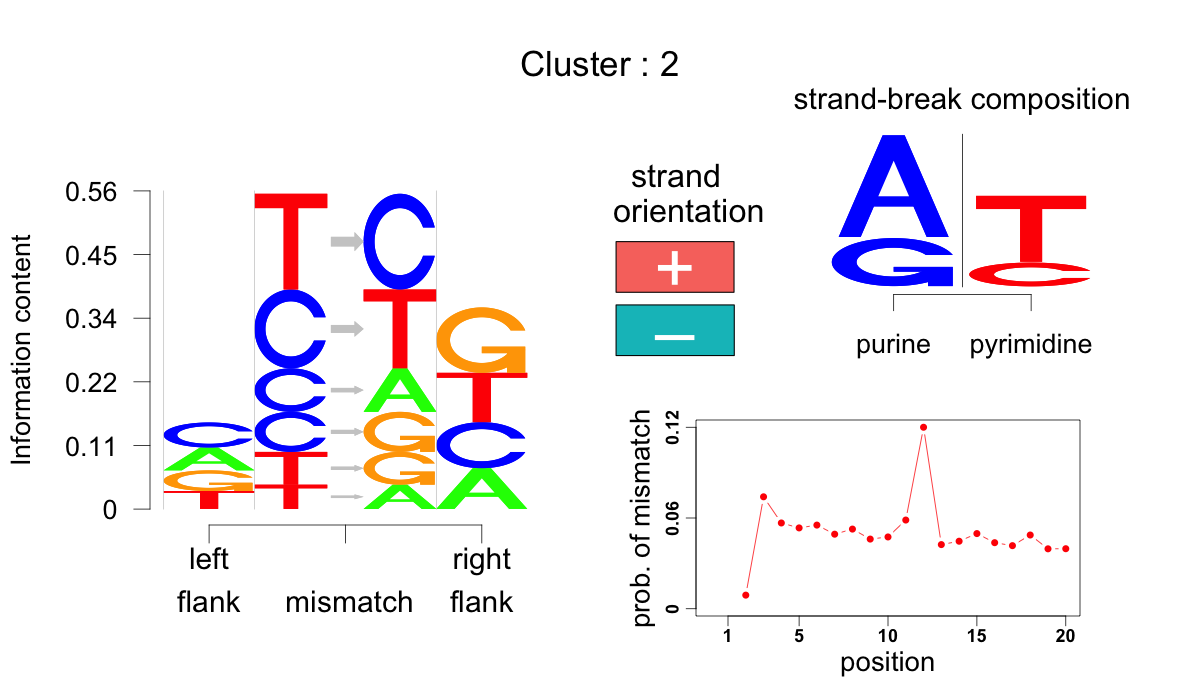 Cluster : 2
strand-break composition
A
G
T
C
purine
pyrimidine
strand
orientation
+
−
Information content
0.56
0.45
0.34
0.22
0.11
0
C
A
G
T
T C
C T
C A
C G
T G
T A
G
T
C
A
left
flank
mismatch
right
flank
prob. of mismatch
0.12
0.06
0
1 5 10 15 20
position